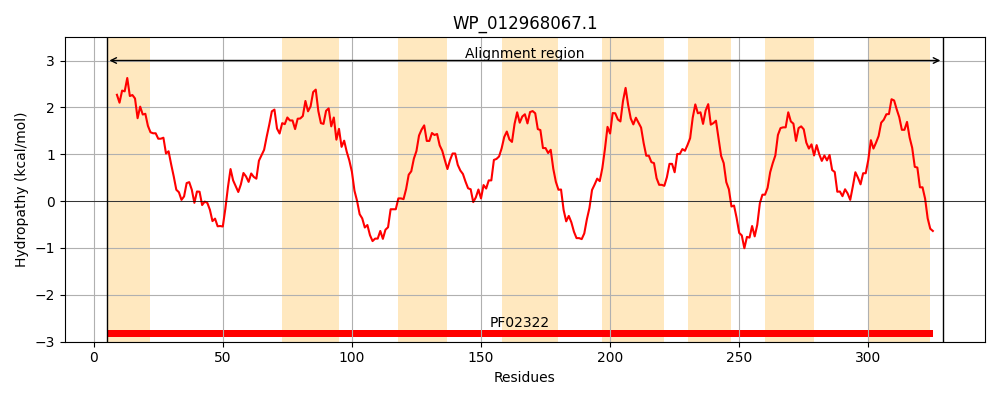 WP_012968067.1
Alignment region
3
2
1
0
−1
−2
−3
Hydropathy (kcal/mol)
PF02322
0
50
100
150
200
250
300
Residues